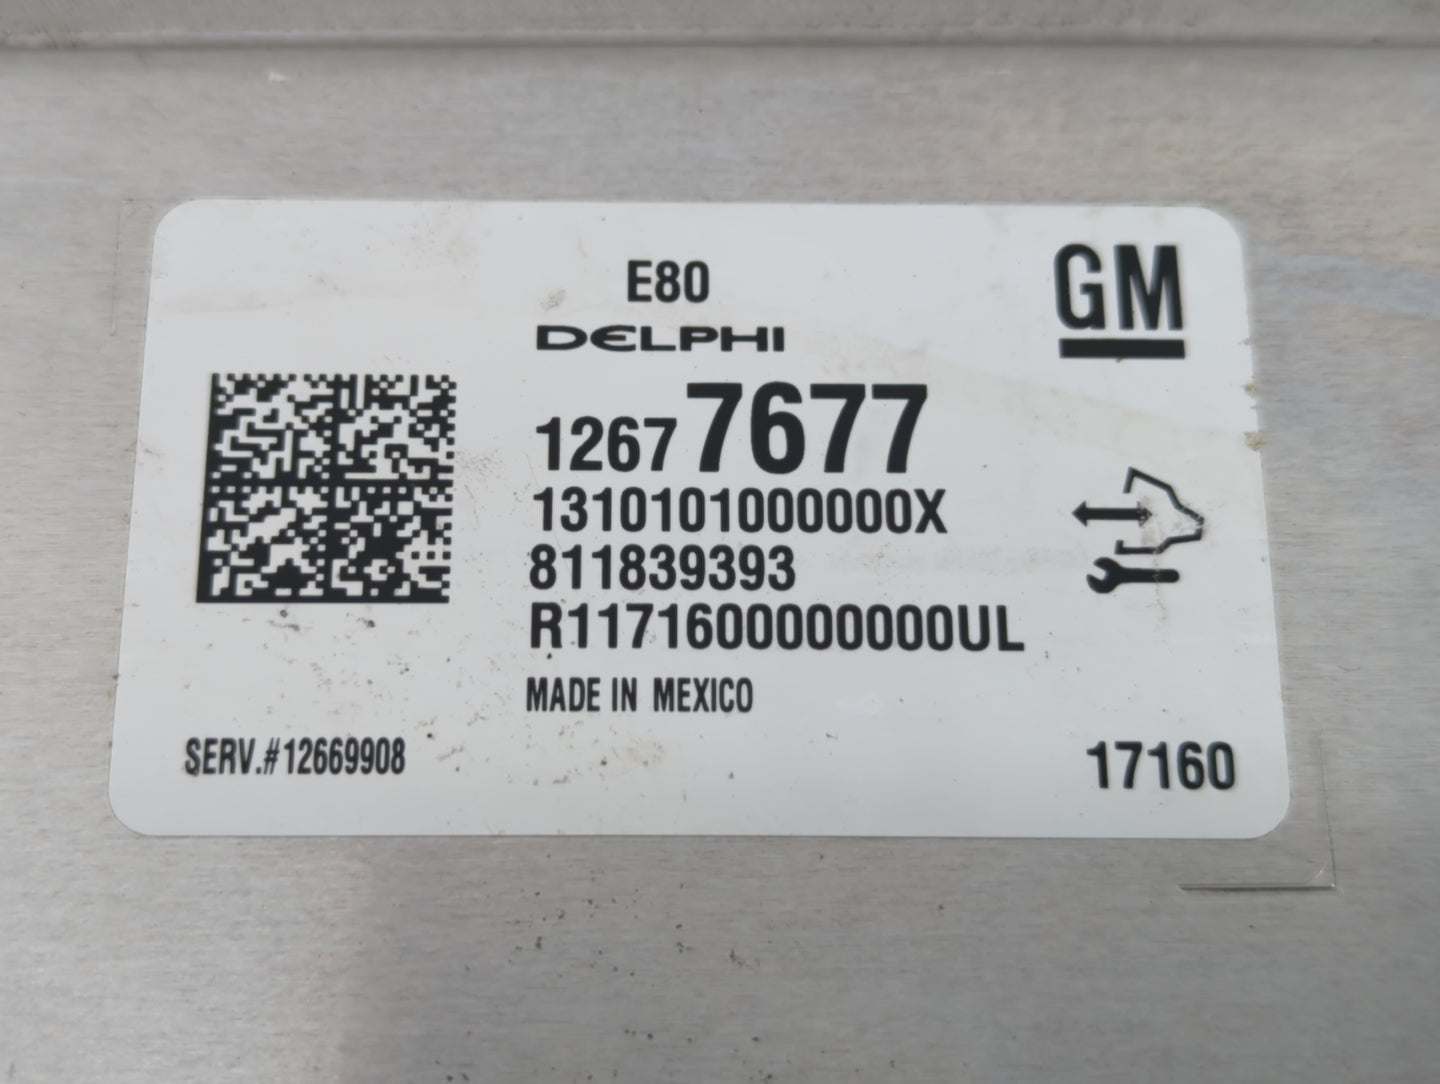 E80
GM
DELPHI
12677677
1310101000000X
811839393
R1171600000000UL
MADE IN MEXICO
SERV.#12669908
17160